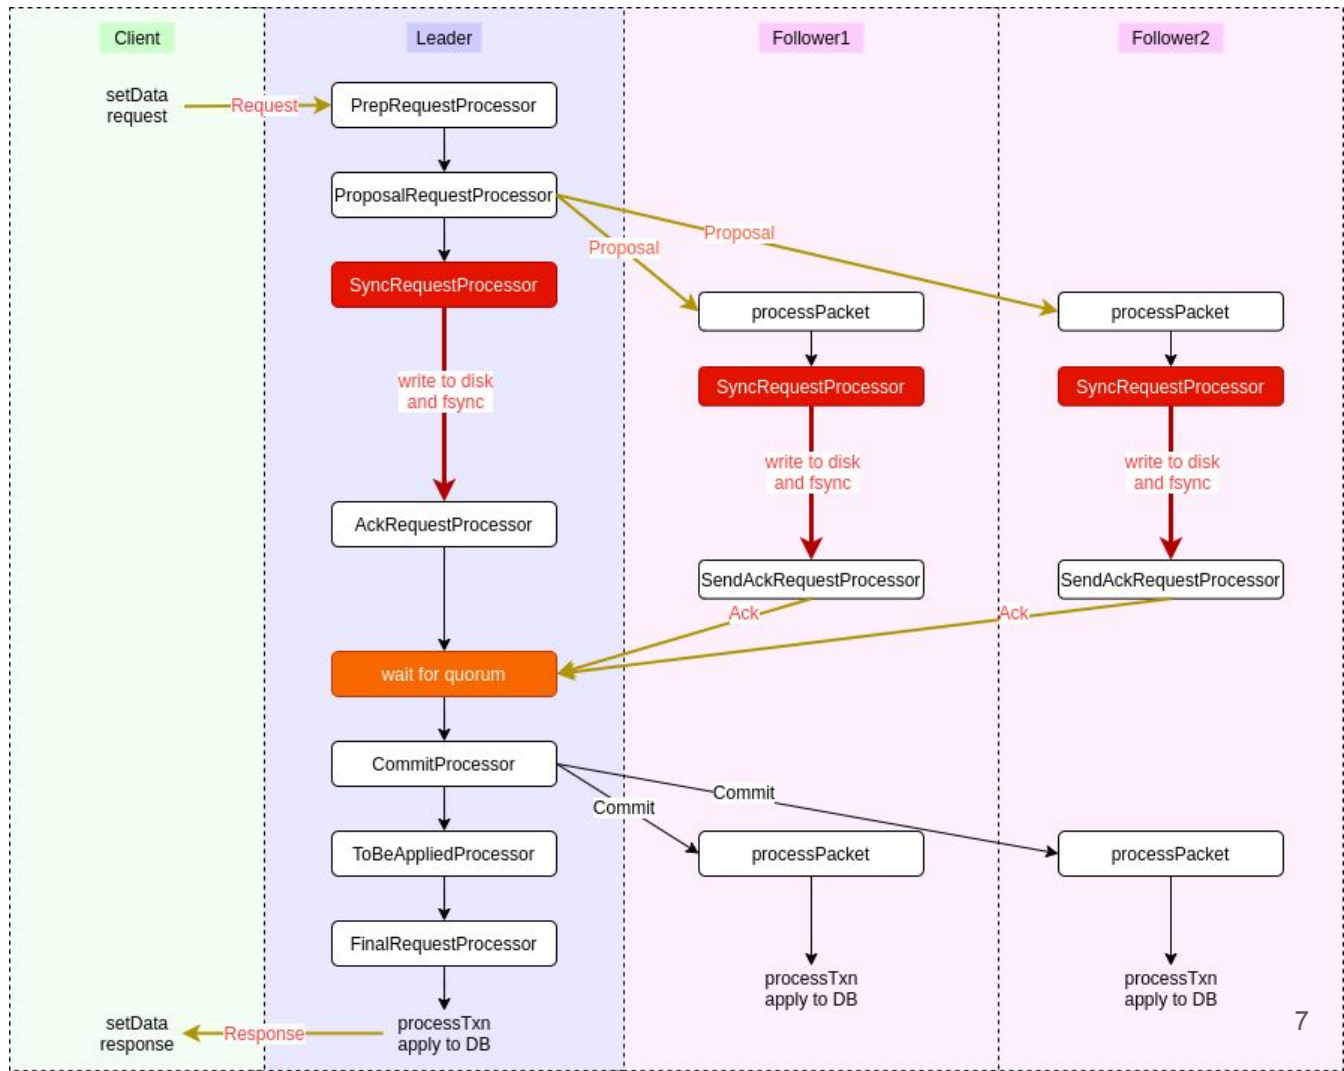 Client
Leader
Follower1
Follower2
setData
request
Request
PrepRequestProcessor
ProposalRequestProcessor
Proposal
Proposal
SyncRequestProcessor
processPacket
processPacket
write to disk
and fsync
SyncRequestProcessor
SyncRequestProcessor
write to disk
and fsync
write to disk
and fsync
AckRequestProcessor
SendAckRequestProcessor
SendAckRequestProcessor
Ack
Ack
wait for quorum
CommitProcessor
Commit
Commit
ToBeAppliedProcessor
processPacket
processPacket
FinalRequestProcessor
processTxn
apply to DB
processTxn
apply to DB
setData
response
Response
processTxn
apply to DB
7